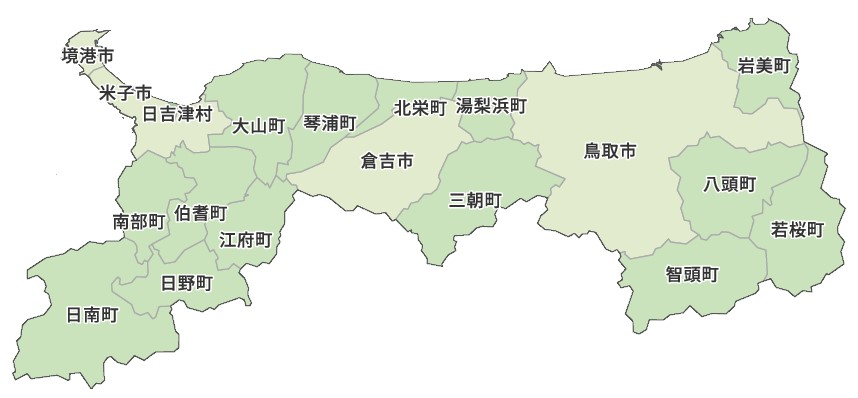 境港市
岩美町
米子市
日吉津村
北栄町
湯梨浜町
大山町
琴浦町
鳥取市
倉吉市
八頭町
三朝町
南部町
伯耆町
若桜町
江府町
智頭町
日野町
日南町